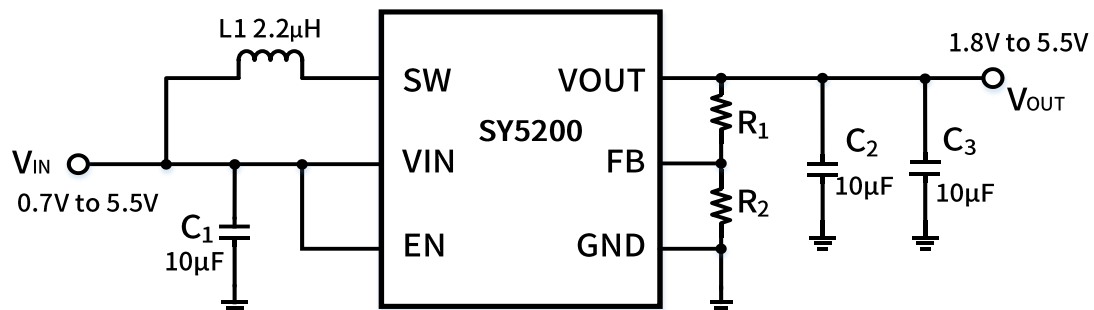 L1 2.2µH
1.8V to 5.5V
SW
VOUT
VOUT
SY5200
R1
VIN
VIN
FB
C2
C3
0.7V to 5.5V
10µF
10µF
R2
C1
EN
GND
10µF